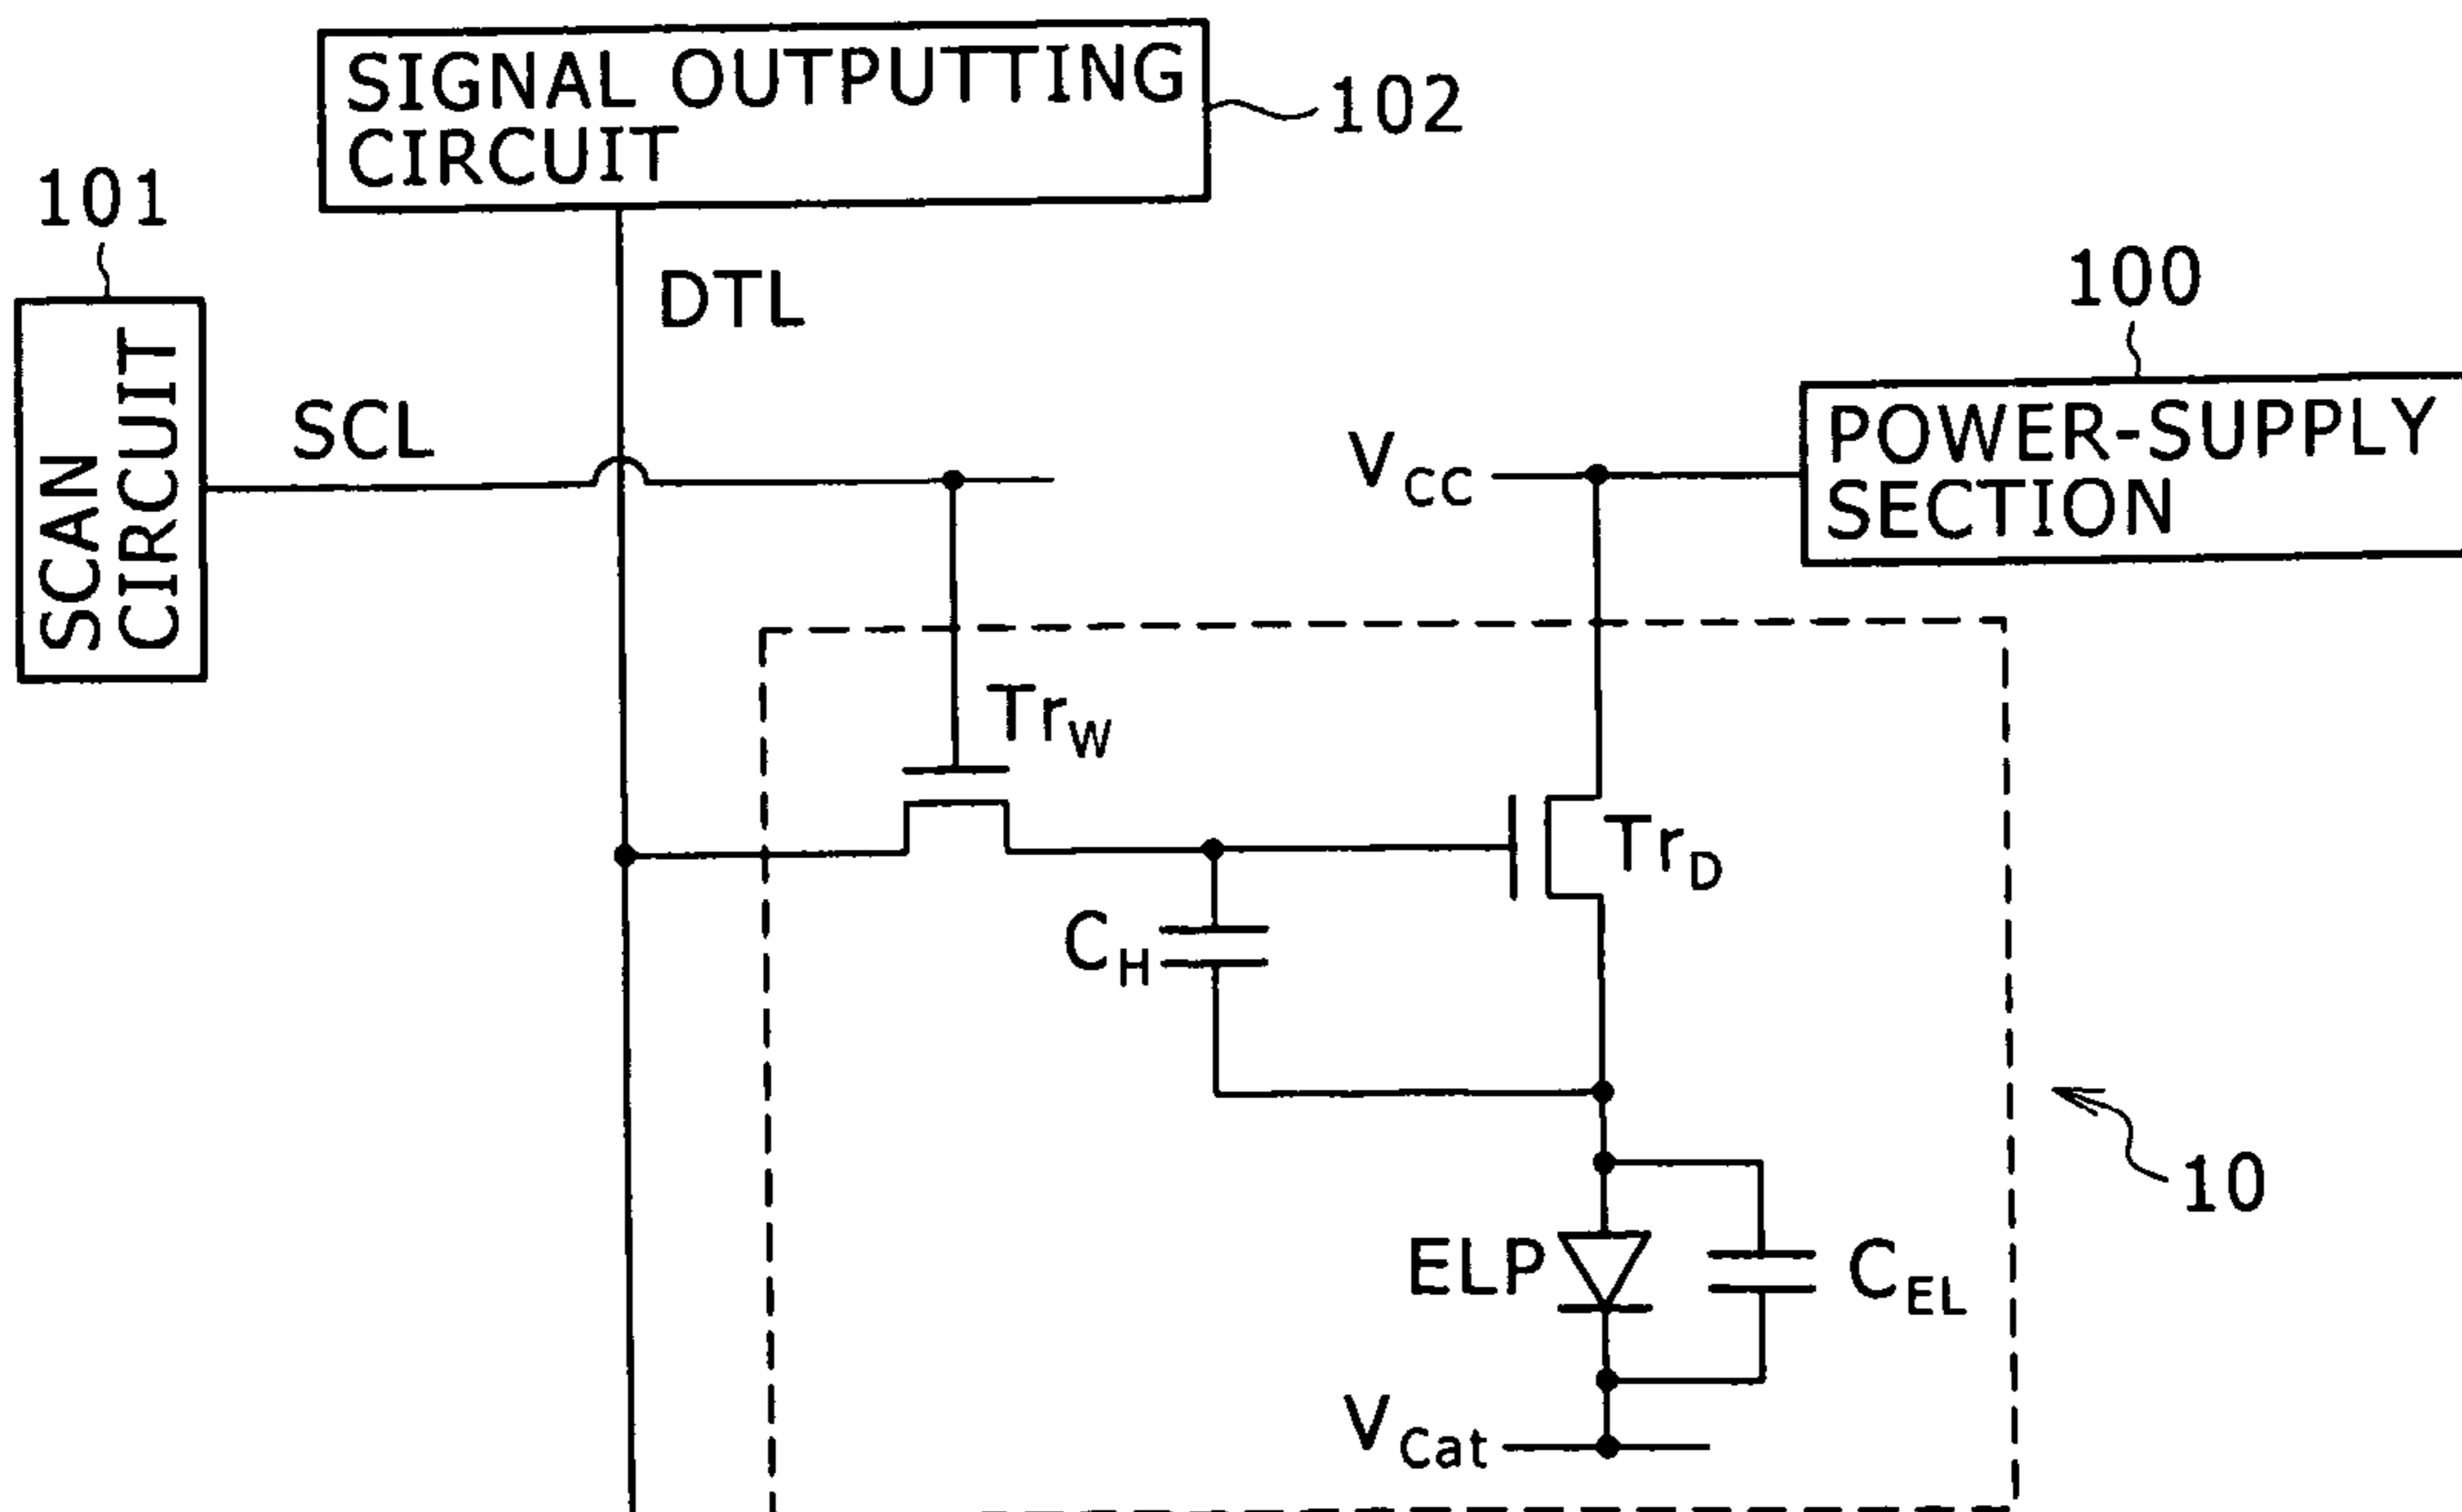 SIGNAL OUTPUTTING
CIRCUIT
102
101
SCAN
CIRCUIT
DTL
SCL
100
POWER-SUPPLY
SECTION
VCC
TrW
TrD
CH
10
ELP
CEL
VCat